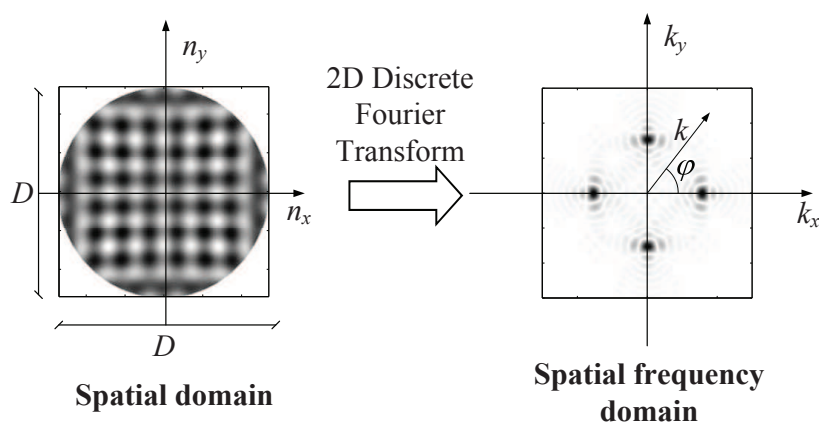 n_y
k_y
2D Discrete
Fourier
Transform
k
φ
D
n_x
k_x
D
Spatial domain
Spatial frequency
domain